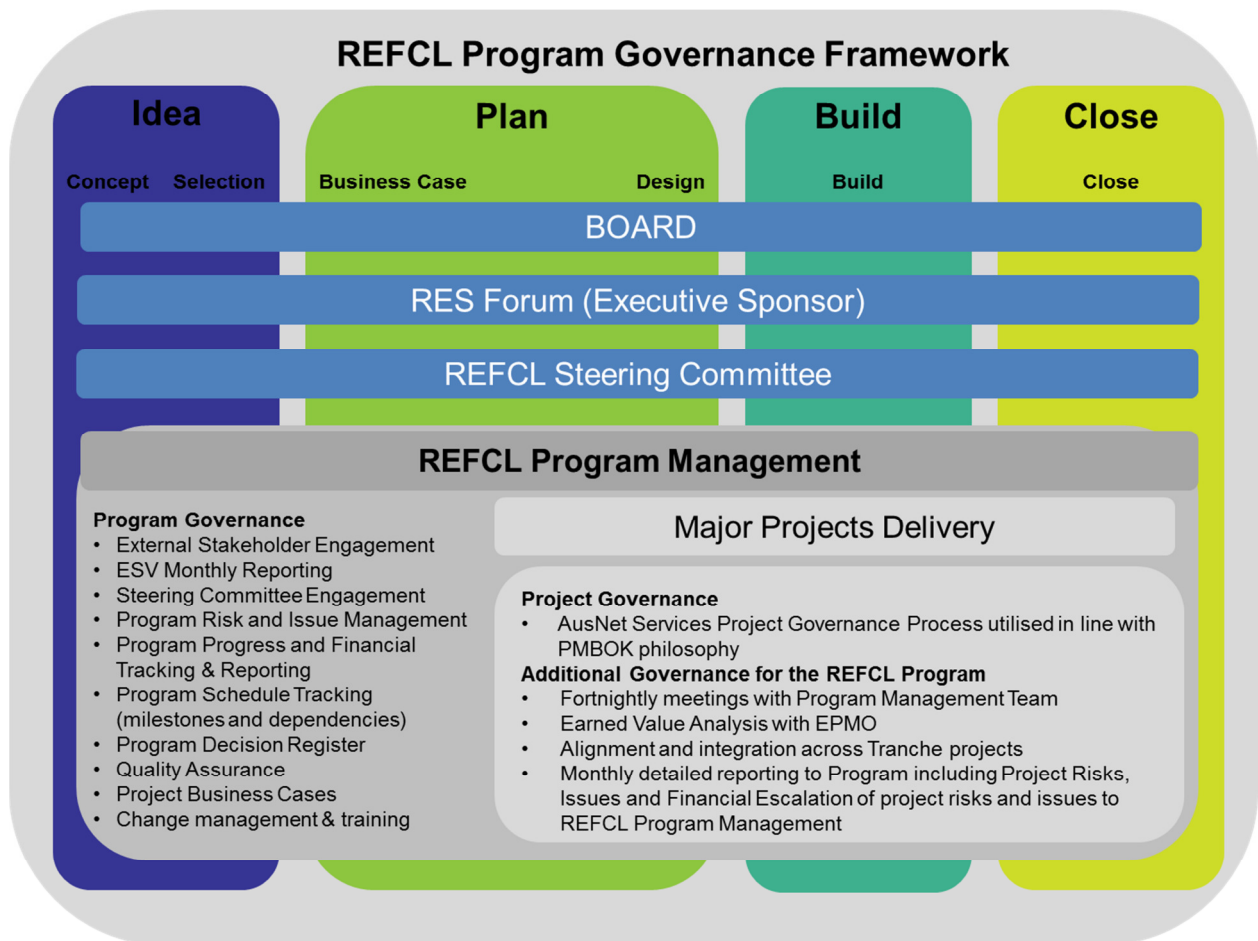 REFCL Program Governance Framework
Idea
Plan
Build
Close
Concept Selection
Business Case Design
Build
Close
BOARD
RES Forum (Executive Sponsor)
REFCL Steering Committee
REFCL Program Management
Program Governance
• External Stakeholder Engagement
• ESV Monthly Reporting
• Steering Committee Engagement
• Program Risk and Issue Management
• Program Progress and Financial
Tracking & Reporting
• Program Schedule Tracking
(milestones and dependencies)
• Program Decision Register
• Quality Assurance
• Project Business Cases
• Change management & training
Major Projects Delivery
Project Governance
• AusNet Services Project Governance Process utilised in line with
PMBOK philosophy
Additional Governance for the REFCL Program
• Fortnightly meetings with Program Management Team
• Earned Value Analysis with EPMO
• Alignment and integration across Tranche projects
• Monthly detailed reporting to Program including Project Risks,
Issues and Financial Escalation of project risks and issues to
REFCL Program Management